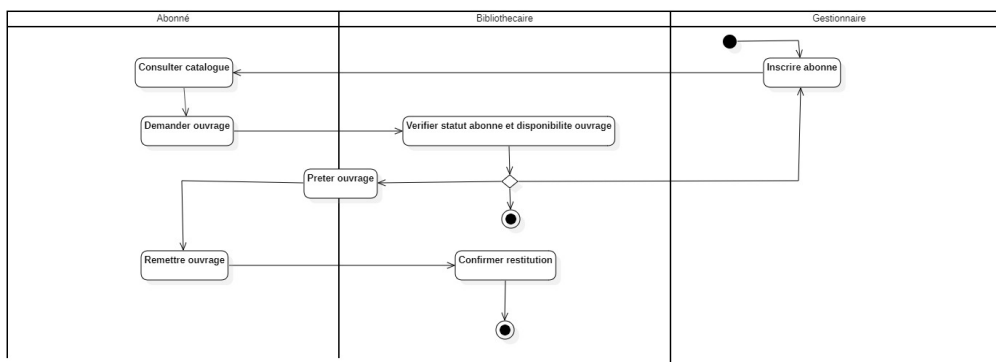 Abonné
Bibliothecaire
Gestionnaire
Consulter catalogue
Inscrire abonne
Demander ouvrage
Verifier statut abonne et disponibilite ouvrage
Preter ouvrage
Remettre ouvrage
Confirmer restitution